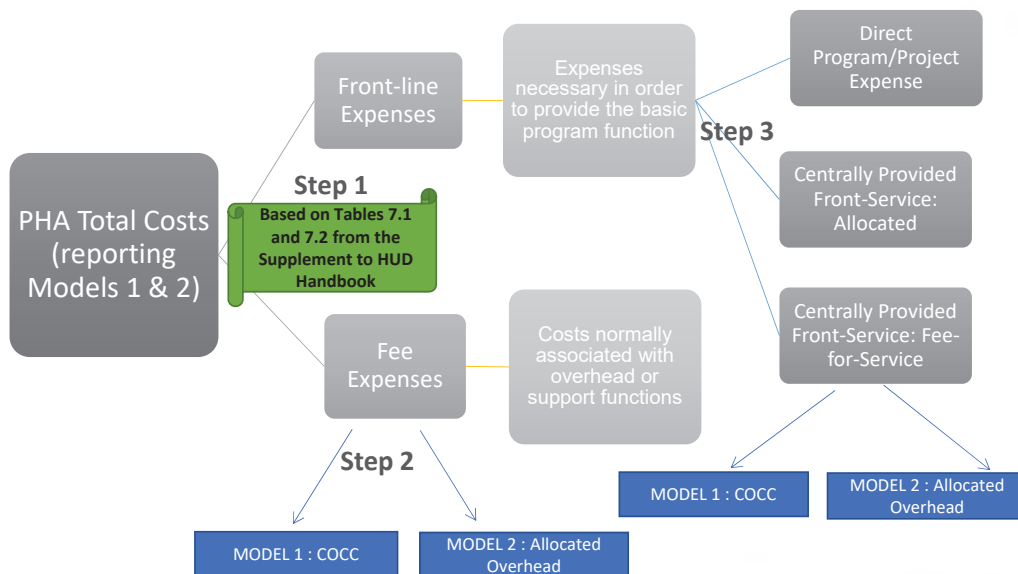 PHA Total Costs
(reporting
Models 1 & 2)
Front-line
Expenses
Step 1
Based on Tables 7.1
and 7.2 from the
Supplement to HUD
Handbook
Fee
Expenses
Expenses
necessary in order
to provide the basic
program function
Costs normally
associated with
overhead or
support functions
Step 2
MODEL 1 : COCC
MODEL 2 : Allocated
Overhead
Step 3
Direct
Program/Project
Expense
Centrally Provided
Front-Service:
Allocated
Centrally Provided
Front-Service: Fee-
for-Service
MODEL 1 : COCC
MODEL 2 : Allocated
Overhead